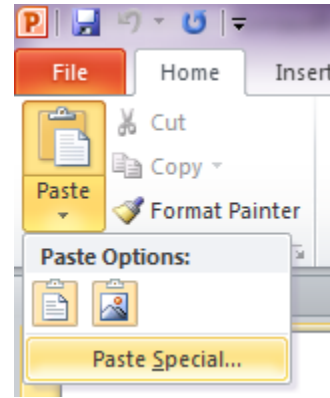 P
File Home Insert
Cut
Copy
Paste
Format Painter
Paste Options:
Paste Special...